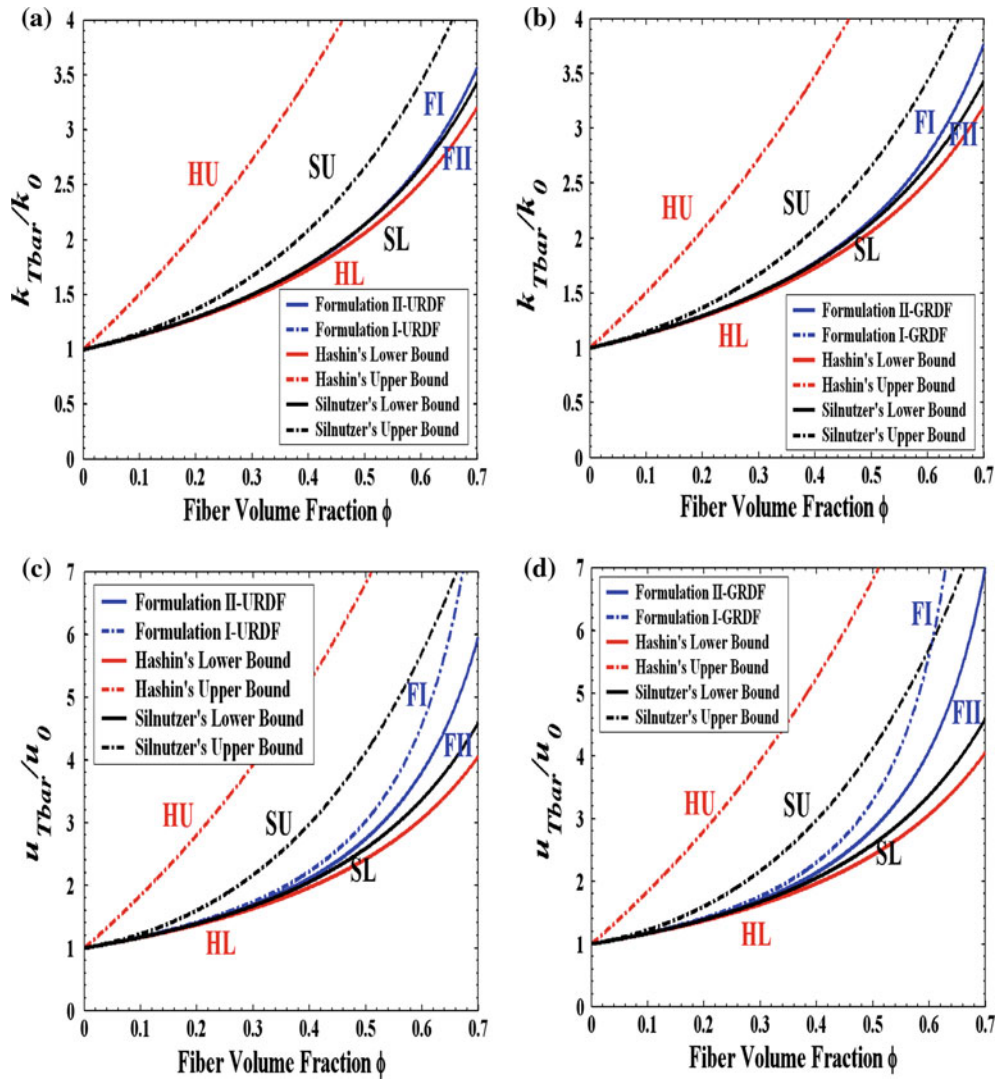 (a)
4
3.5
3
2.5
2
1.5
1
0.5
0
k_Tbar/k_o
HU
SU
FI
FII
SL
HL
Formulation II-URDF
Formulation I-URDF
Hashin's Lower Bound
Hashin's Upper Bound
Silnutzer's Lower Bound
Silnutzer's Upper Bound
0 0.1 0.2 0.3 0.4 0.5 0.6 0.7
Fiber Volume Fraction ϕ
(b)
4
3.5
3
2.5
2
1.5
1
0.5
0
k_Tbar/k_o
HU
SU
FI
FII
SL
HL
Formulation II-GRDF
Formulation I-GRDF
Hashin's Lower Bound
Hashin's Upper Bound
Silnutzer's Lower Bound
Silnutzer's Upper Bound
0 0.1 0.2 0.3 0.4 0.5 0.6 0.7
Fiber Volume Fraction ϕ
(c)
7
6
5
4
3
2
1
0
u_Tbar/u_o
Formulation II-URDF
Formulation I-URDF
Hashin's Lower Bound
Hashin's Upper Bound
Silnutzer's Lower Bound
Silnutzer's Upper Bound
FI
FII
HU
SU
SL
HL
0 0.1 0.2 0.3 0.4 0.5 0.6 0.7
Fiber Volume Fraction ϕ
(d)
7
6
5
4
3
2
1
0
u_Tbar/u_o
Formulation II-GRDF
Formulation I-GRDF
Hashin's Lower Bound
Hashin's Upper Bound
Silnutzer's Lower Bound
Silnutzer's Upper Bound
FI
FII
HU
SU
SL
HL
0 0.1 0.2 0.3 0.4 0.5 0.6 0.7
Fiber Volume Fraction ϕ